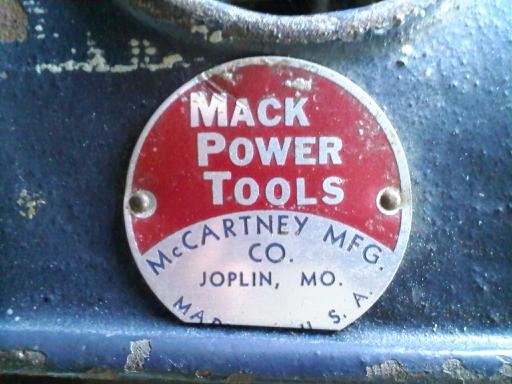 MACK
POWER
TOOLS
McCARTNEY MFG.
CO.
JOPLIN, MO.
U. S. A.